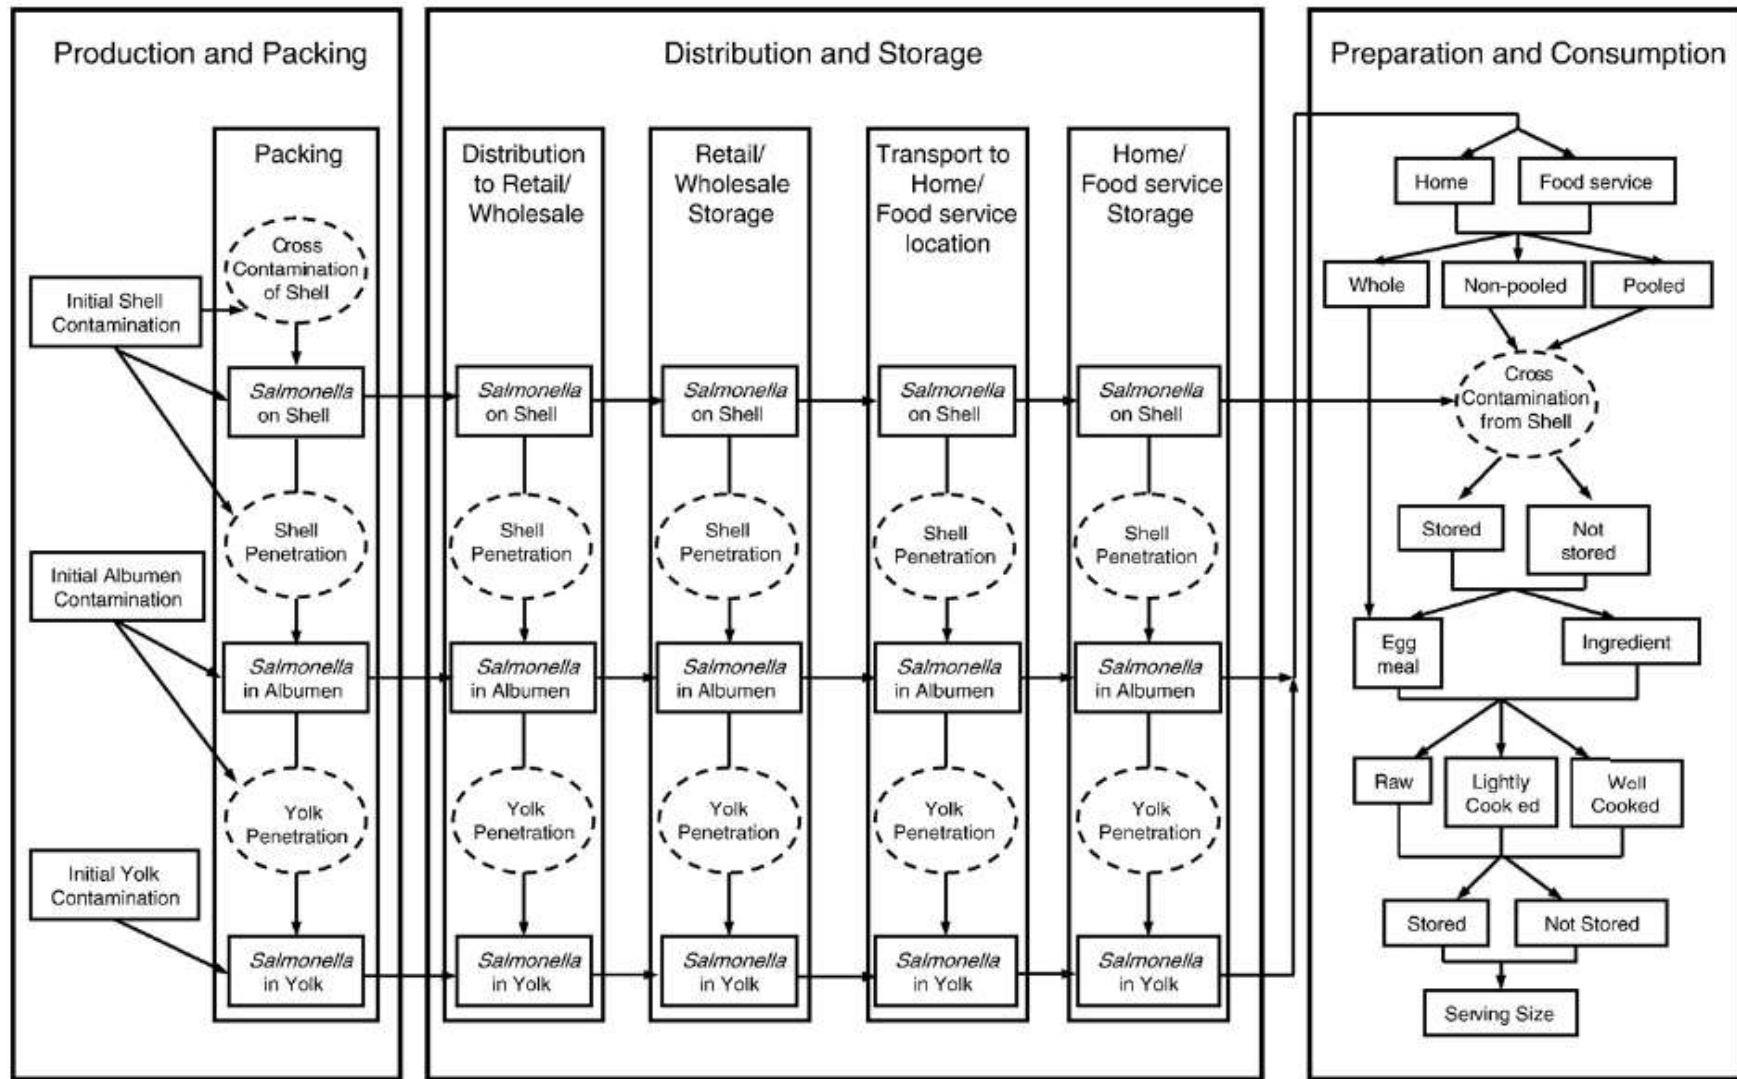 Production and Packing
Packing
Cross
Contamination
of Shell
Initial Shell
Contamination
Salmonella
on Shell
Shell
Penetration
Initial Albumen
Contamination
Salmonella
in Albumen
Yolk
Penetration
Initial Yolk
Contamination
Salmonella
in Yolk
Distribution and Storage
Distribution
to Retail/
Wholesale
Salmonella
on Shell
Shell
Penetration
Salmonella
in Albumen
Yolk
Penetration
Salmonella
in Yolk
Retail/
Wholesale
Storage
Salmonella
on Shell
Shell
Penetration
Salmonella
in Albumen
Yolk
Penetration
Salmonella
in Yolk
Transport to
Home/
Food service
location
Salmonella
on Shell
Shell
Penetration
Salmonella
in Albumen
Yolk
Penetration
Salmonella
in Yolk
Home/
Food service
Storage
Salmonella
on Shell
Shell
Penetration
Salmonella
in Albumen
Yolk
Penetration
Salmonella
in Yolk
Preparation and Consumption
Home
Food service
Whole
Non-pooled
Pooled
Cross
Contamination
from Shell
Stored
Not
stored
Egg
meal
Ingredient
Raw
Lightly
Cook ed
Well
Cooked
Stored
Not Stored
Serving Size